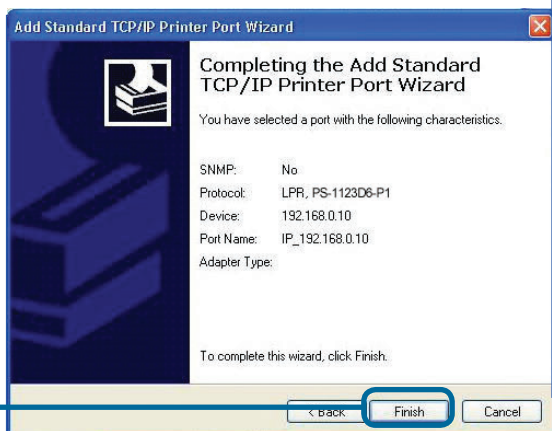 Add Standard TCP/IP Printer Port Wizard
Completing the Add Standard
TCP/IP Printer Port Wizard
You have selected a port with the following characteristics.
SNMP: No
Protocol: LPR, PS-1123D6-P1
Device: 192.168.0.10
Port Name: IP_192.168.0.10
Adapter Type:
To complete this wizard, click Finish.
< Back Finish Cancel